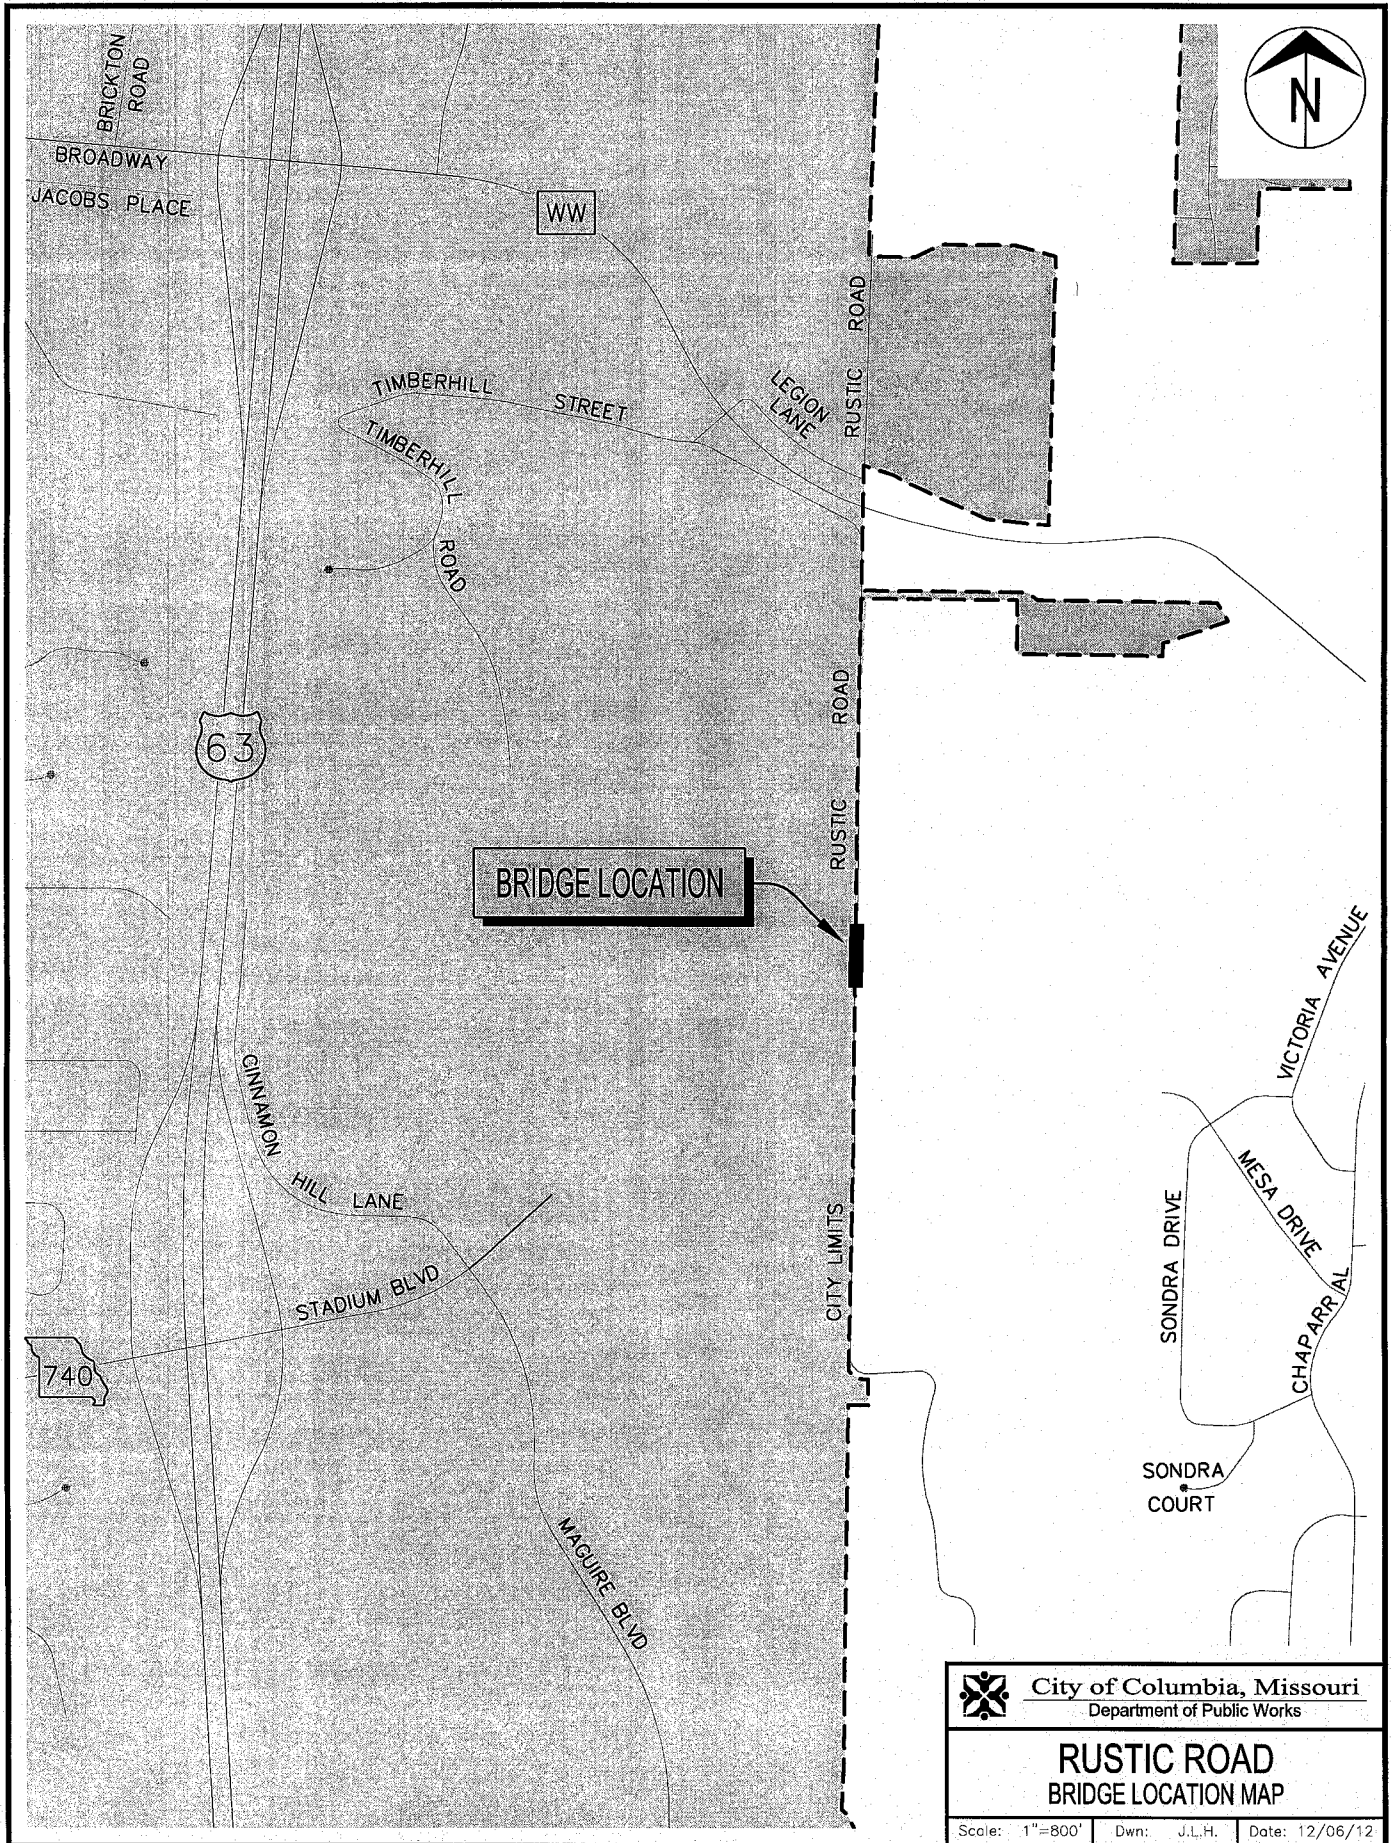 BRICKTON
ROAD
BROADWAY
JACOBS PLACE
N
WW
RUSTIC ROAD
TIMBERHILL STREET
LEGION
LANE
TIMBERHILL ROAD
63
RUSTIC ROAD
BRIDGE LOCATION
VICTORIA AVENUE
CINNAMON HILL LANE
MESA DRIVE
SONDRA DRIVE
CITY LIMITS
STADIUM BLVD
CHAPARRAL
740
SONDRA
COURT
MAGUIRE BLVD
City of Columbia, Missouri
Department of Public Works
RUSTIC ROAD
BRIDGE LOCATION MAP
Scale: 1"=800' Dwn: J.L.H. Date: 12/06/12